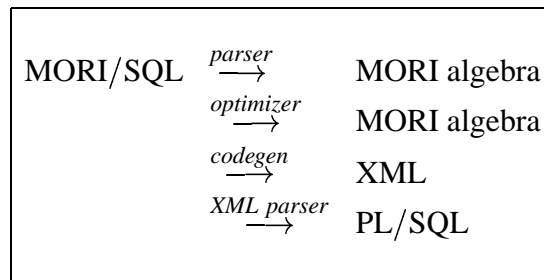 parser
MORI/SQL → MORI algebra
optimizer
→ MORI algebra
codegen
→ XML
XML parser
→ PL/SQL